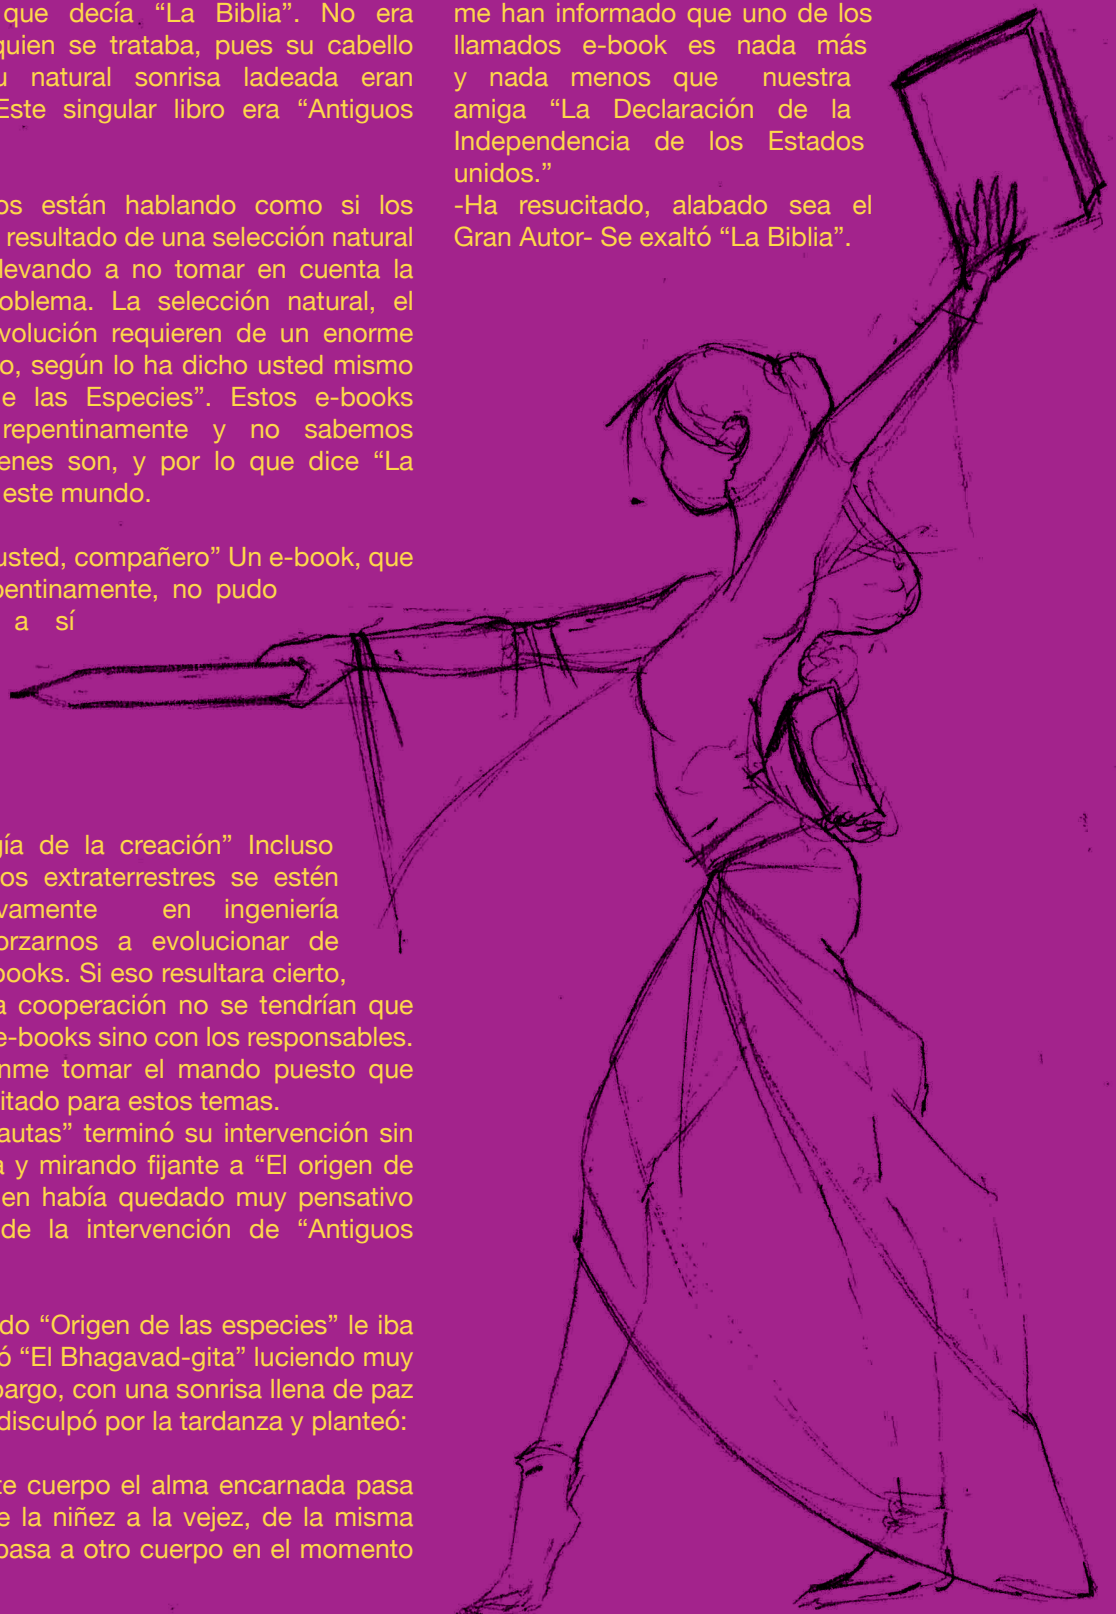 que decía “La Biblia”. No era
quien se trataba, pues su cabello
u natural sonrisa ladeada eran
Este singular libro era “Antiguos
os están hablando como si los
resultado de una selección natural
levando a no tomar en cuenta la
oblema. La selección natural, el
volución requieren de un enorme
o, según lo ha dicho usted mismo
e las Especies”. Estos e-books
repentinamente y no sabemos
enes son, y por lo que dice “La
este mundo.
usted, compañero” Un e-book, que
pentinamente, no pudo
a sí
gía de la creación” Incluso
os extraterrestres se estén
vamente en ingeniería
orzarnos a evolucionar de
books. Si eso resultara cierto,
a cooperación no se tendrían que
e-books sino con los responsables.
nme tomar el mando puesto que
itado para estos temas.
autas” terminó su intervención sin
a y mirando fijante a “El origen de
en había quedado muy pensativo
de la intervención de “Antiguos
do “Origen de las especies” le iba
ó “El Bhagavad-gita” luciendo muy
bargo, con una sonrisa llena de paz
disculpó por la tardanza y planteó:
te cuerpo el alma encarnada pasa
e la niñez a la vejez, de la misma
pasa a otro cuerpo en el momento
me han informado que uno de los
llamados e-book es nada más
y nada menos que nuestra
amiga “La Declaración de la
Independencia de los Estados
unidos.”
-Ha resucitado, alabado sea el
Gran Autor- Se exaltó “La Biblia”.